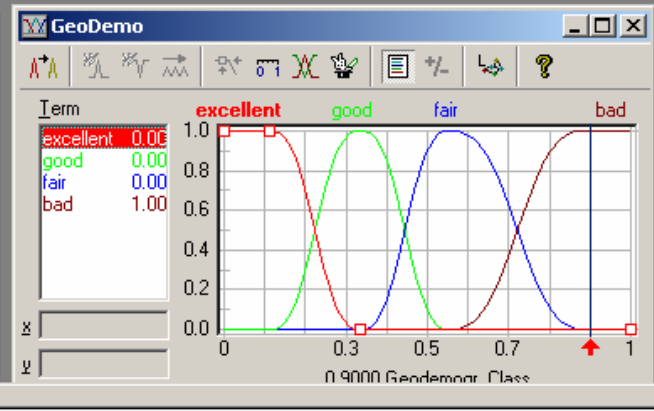 GeoDemo
Term
excellent good fair bad
excellent 0.00
good 0.00
fair 0.00
bad 1.00
1.0
0.8
0.6
0.4
0.2
0.0
0 0.3 0.5 0.7 1
x
y
0.9000 Geodemogr. Class